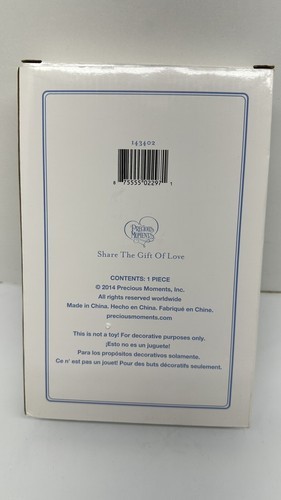 143402
8 75555 02297 1
PRECIOUS
MOMENTS
Share The Gift Of Love
CONTENTS: 1 PIECE
© 2014 Precious Moments, Inc.
All rights reserved worldwide
Made in China. Hecho en China. Fabriqué en China.
preciousmoments.com
This is not a toy! For decorative purposes only.
¡Esto no es un juguete!
Para los propósitos decorativos solamente.
Ce n' est pas un jouet! Pour des buts décoratifs seulement.